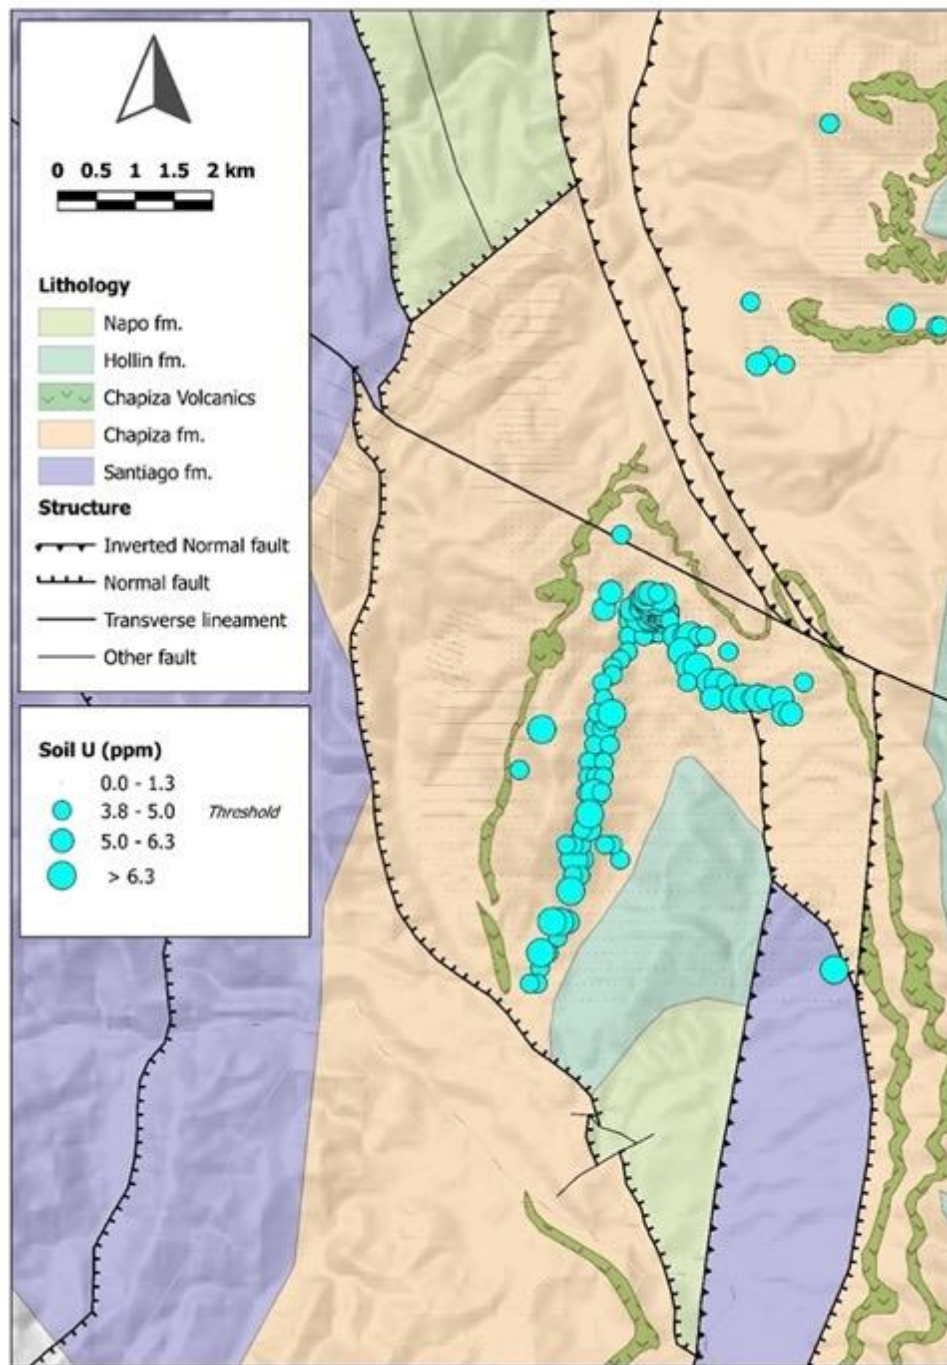 0 0.5 1 1.5 2 km
Lithology
Napo fm.
Hollin fm.
Chapiza Volcanics
Chapiza fm.
Santiago fm.
Structure
Inverted Normal fault
Normal fault
Transverse lineament
Other fault
Soil U (ppm)
0.0 - 1.3
3.8 - 5.0 Threshold
5.0 - 6.3
> 6.3